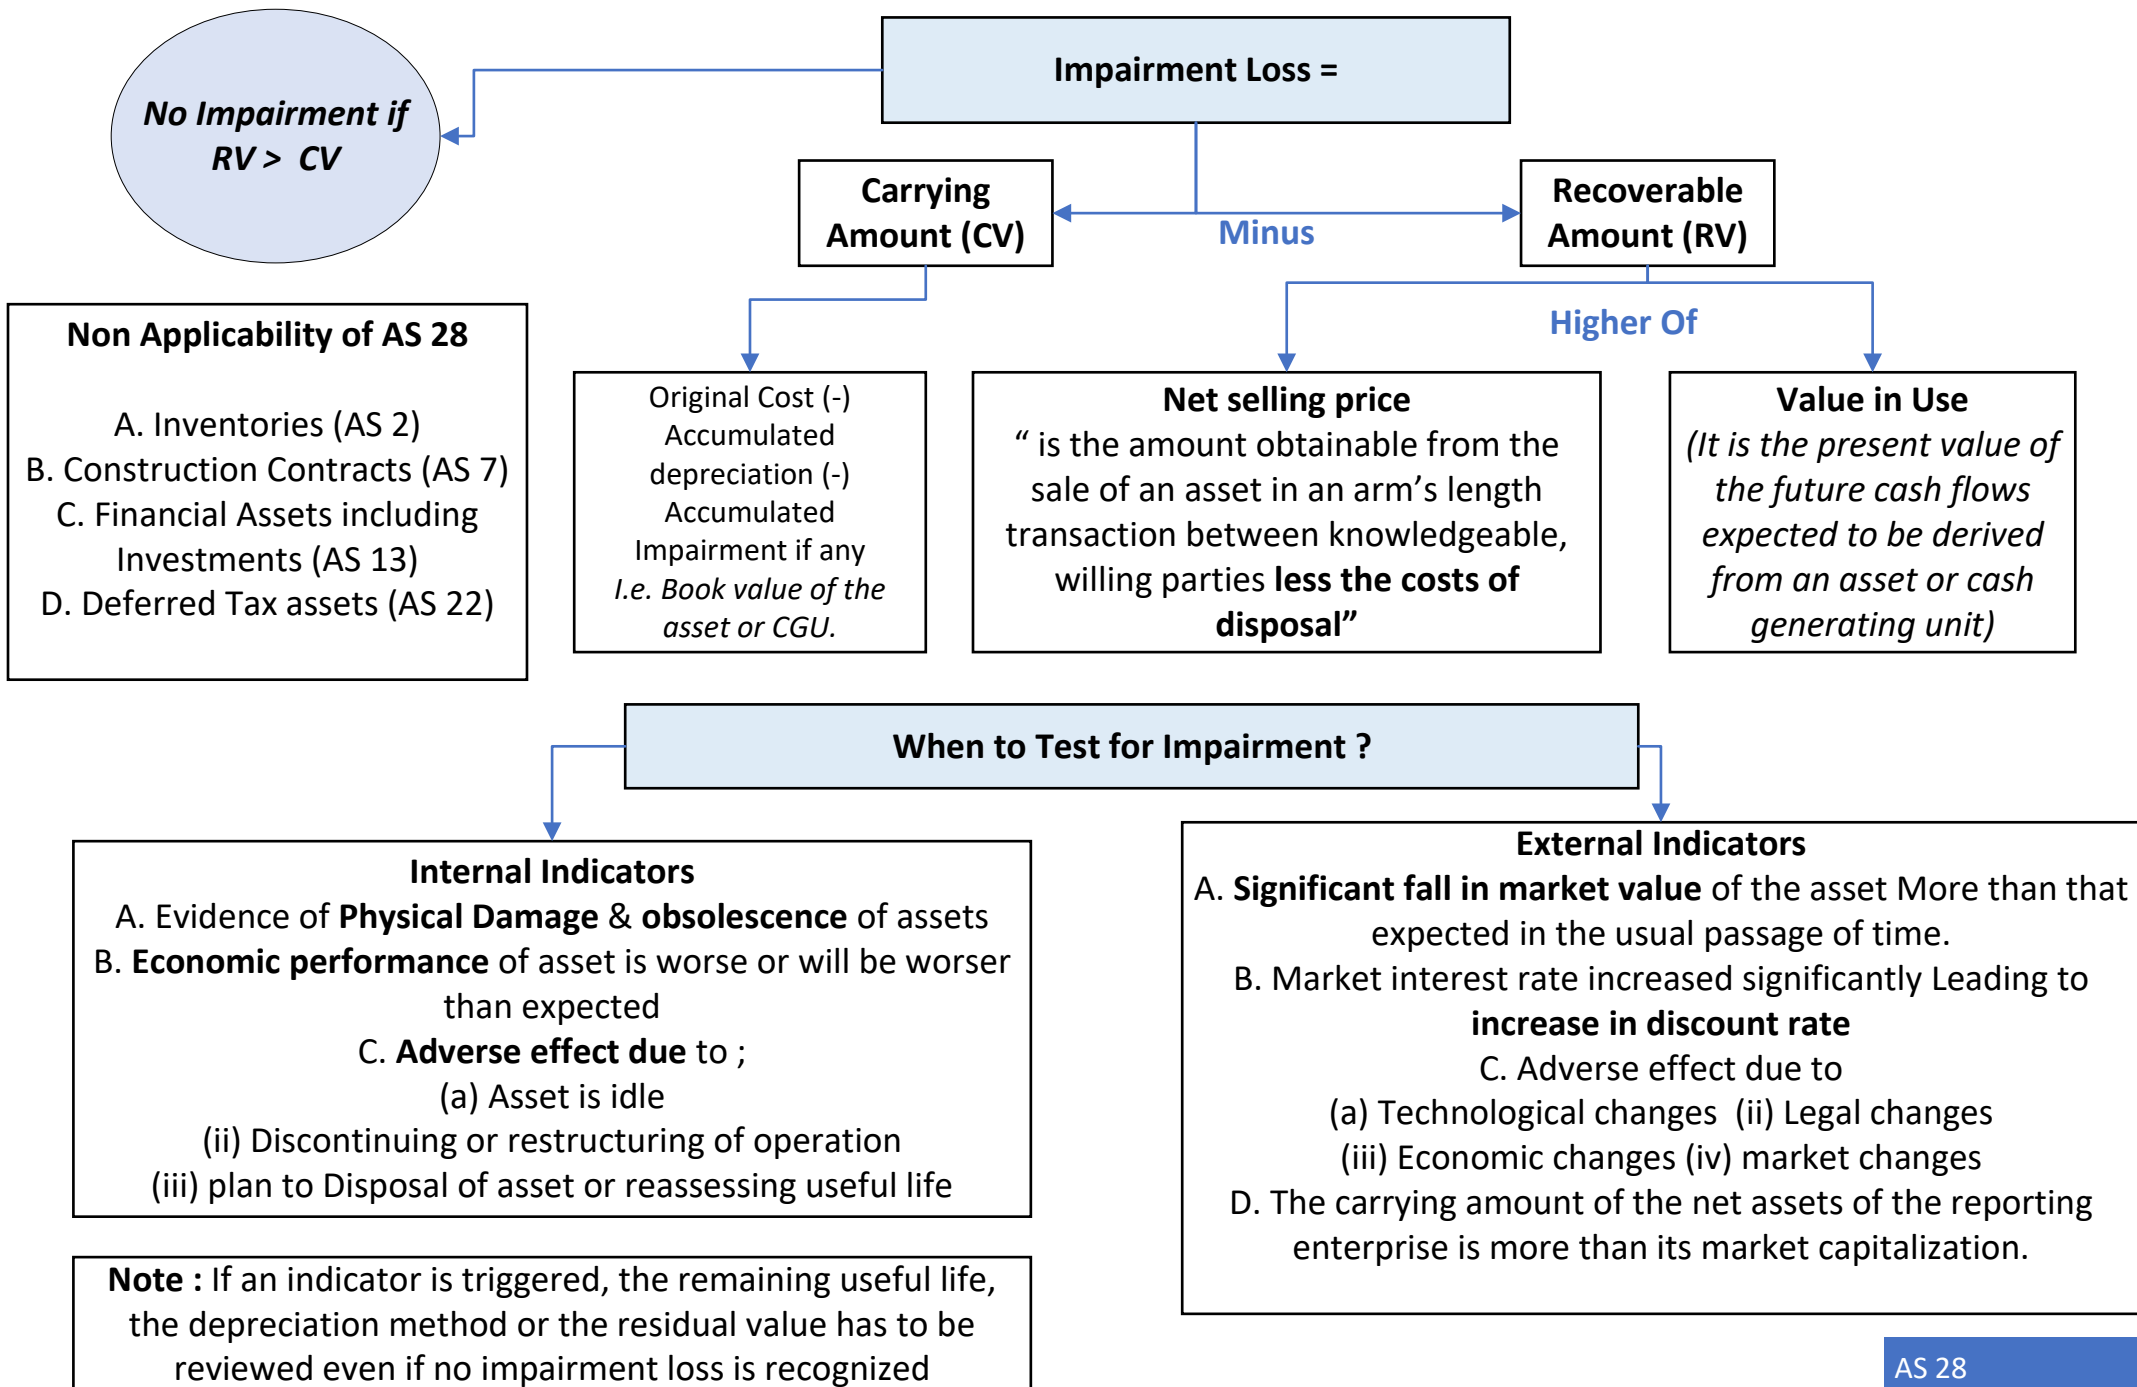 Impairment Loss =
No Impairment if
RV >  CV
Carrying
Amount (CV)
Minus
Recoverable
Amount (RV)
Higher Of
Non Applicability of AS 28
A. Inventories (AS 2)
B. Construction Contracts (AS 7)
C. Financial Assets including
Investments (AS 13)
D. Deferred Tax assets (AS 22)
Original Cost (-)
Accumulated
depreciation (-)
Accumulated
Impairment if any
I.e. Book value of the
asset or CGU.
Net selling price
“ is the amount obtainable from the
sale of an asset in an arm’s length
transaction between knowledgeable,
willing parties less the costs of
disposal”
Value in Use
(It is the present value of
the future cash flows
expected to be derived
from an asset or cash
generating unit)
When to Test for Impairment ?
Internal Indicators
A. Evidence of Physical Damage & obsolescence of assets
B. Economic performance of asset is worse or will be worser
than expected
C. Adverse effect due to ;
(a) Asset is idle
(ii) Discontinuing or restructuring of operation
(iii) plan to Disposal of asset or reassessing useful life
External Indicators
A. Significant fall in market value of the asset More than that
expected in the usual passage of time.
B. Market interest rate increased significantly Leading to
increase in discount rate
C. Adverse effect due to
(a) Technological changes  (ii) Legal changes
(iii) Economic changes (iv) market changes
D. The carrying amount of the net assets of the reporting
enterprise is more than its market capitalization.
Note : If an indicator is triggered, the remaining useful life,
the depreciation method or the residual value has to be
reviewed even if no impairment loss is recognized
AS 28